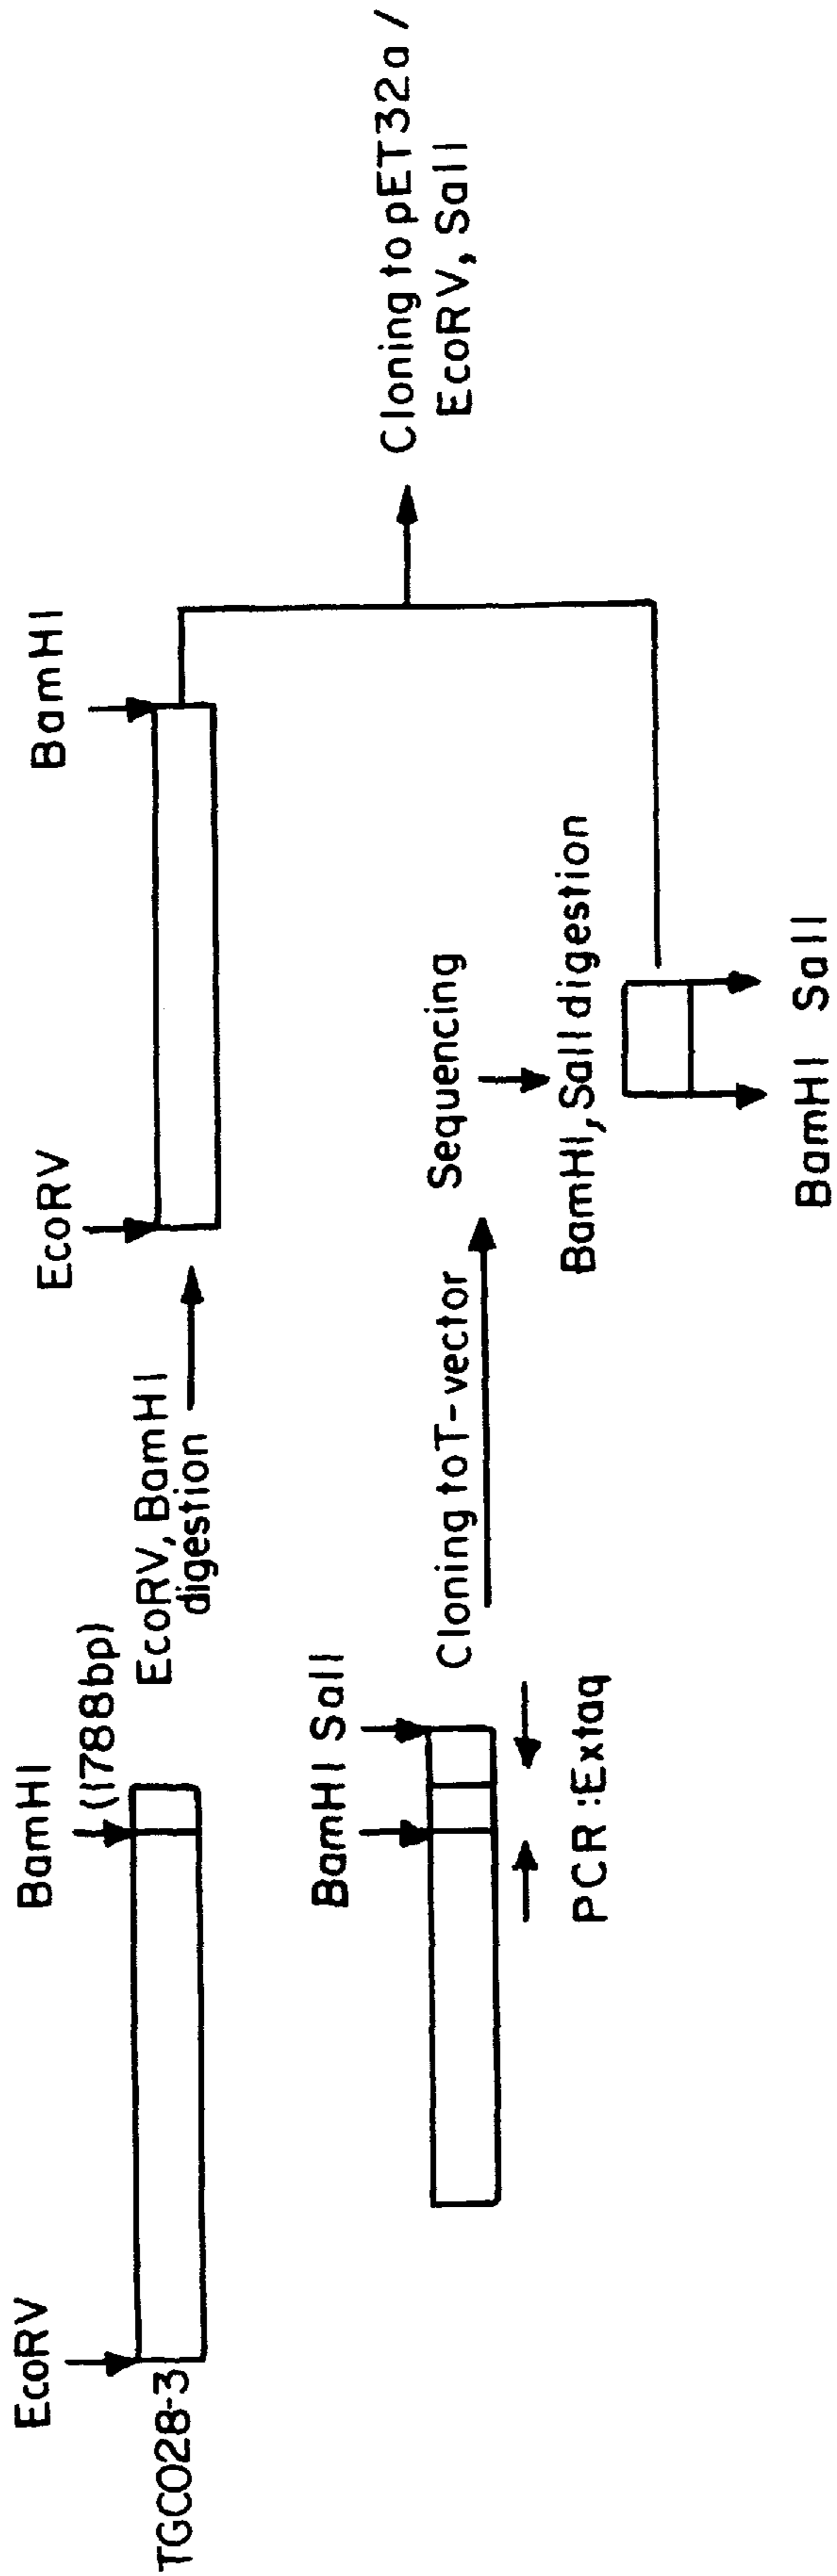 EcoRV
BamHI
(1788bp)
TGC028-3
EcoRV, BamHI
digestion
EcoRV
BamHI
BamHI SalI
PCR :Extaq
Cloning to T-vector
Sequencing
BamHI, SalI digestion
BamHI SalI
Cloning to pET32a /
EcoRV, SalI